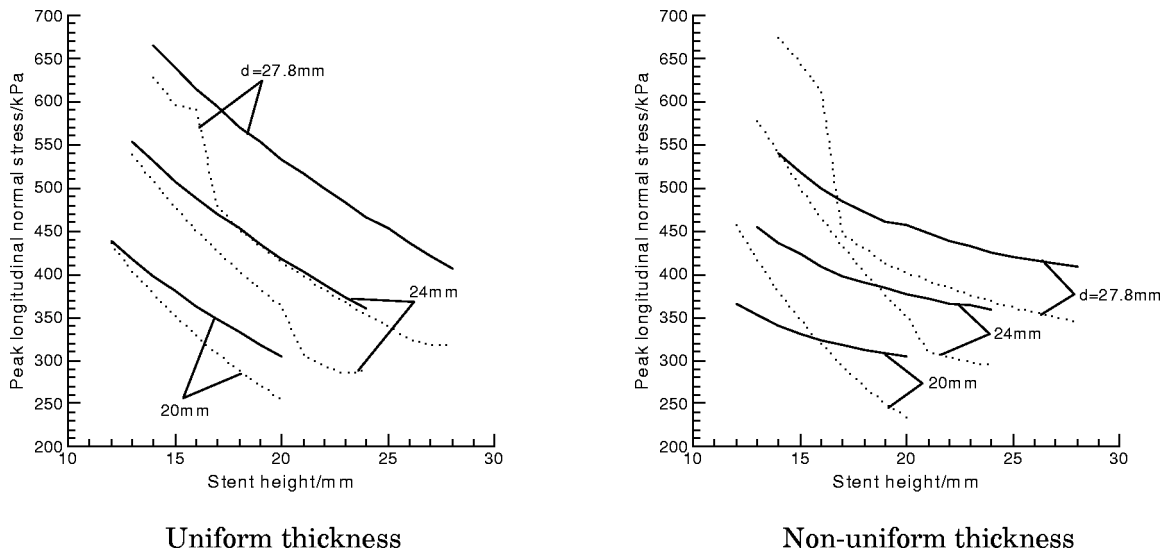 700
650
600
550
500
450
400
350
300
250
200
Peak longitudinal normal stress/kPa
d=27.8mm
24mm
20mm
10
15
20
25
30
Stent height/mm
Uniform thickness
700
650
600
550
500
450
400
350
300
250
200
Peak longitudinal normal stress/kPa
d=27.8mm
24mm
20mm
10
15
20
25
30
Stent height/mm
Non-uniform thickness